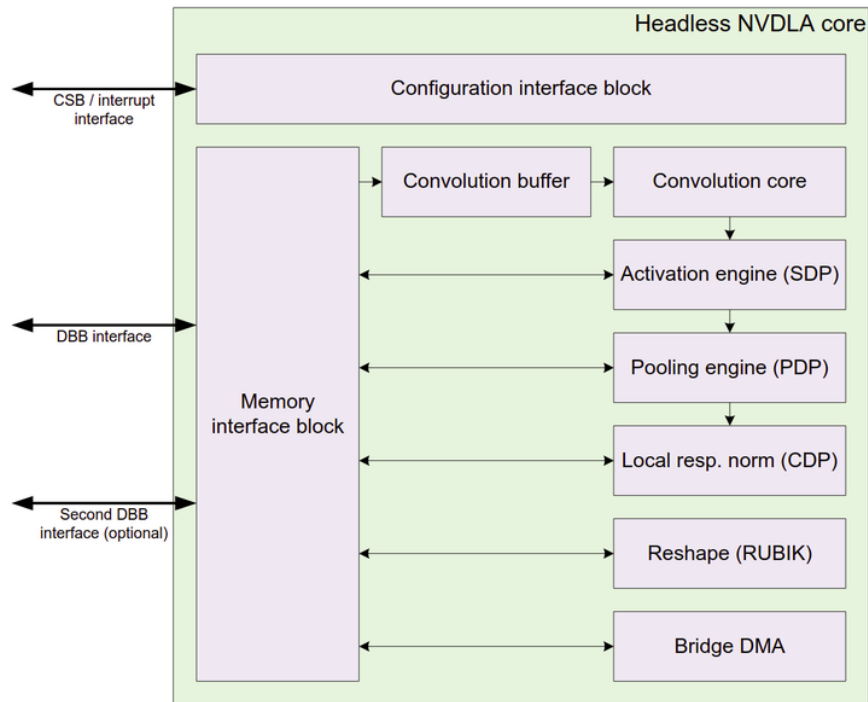 Headless NVDLA core
Configuration interface block
CSB / interrupt
interface
Convolution buffer
Convolution core
Activation engine (SDP)
DBB interface
Pooling engine (PDP)
Memory
interface block
Local resp. norm (CDP)
Second DBB
interface (optional)
Reshape (RUBIK)
Bridge DMA